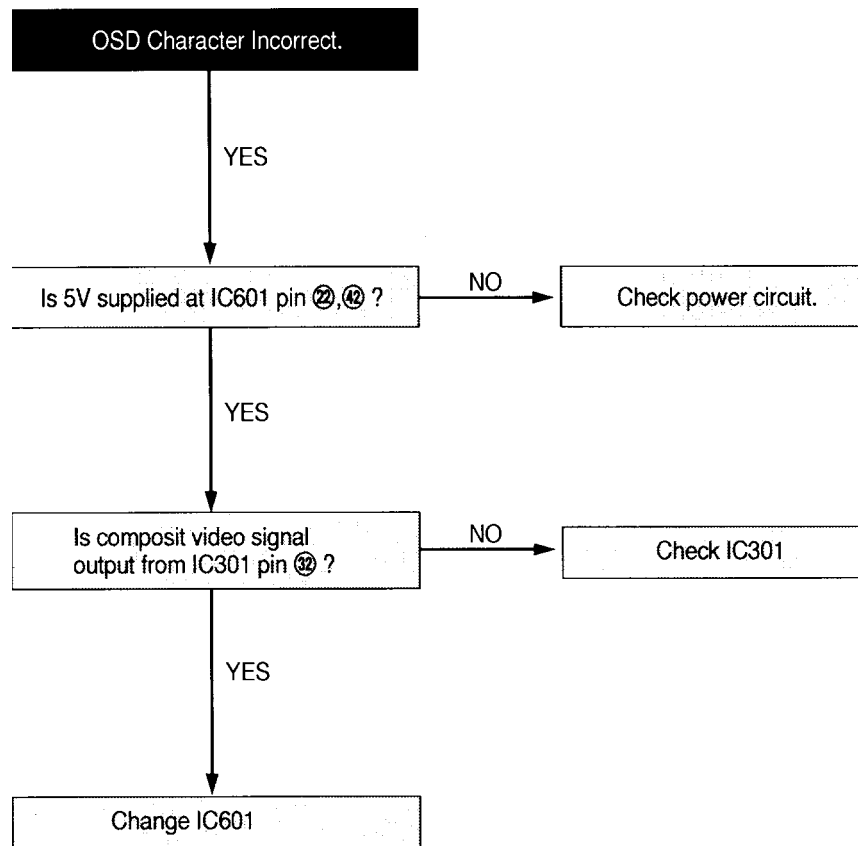 OSD Character Incorrect.
YES
Is 5V supplied at IC601 pin ㉒,㊷ ?
NO
Check power circuit.
YES
Is composit video signal
output from IC301 pin ㉜ ?
NO
Check IC301
YES
Change IC601